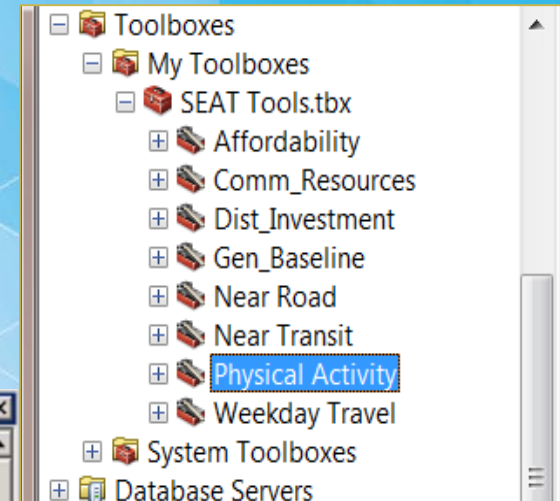 Toolboxes
My Toolboxes
SEAT Tools.tbx
Affordability
Comm_Resources
Dist_Investment
Gen_Baseline
Near Road
Near Transit
Physical Activity
Weekday Travel
System Toolboxes
Database Servers